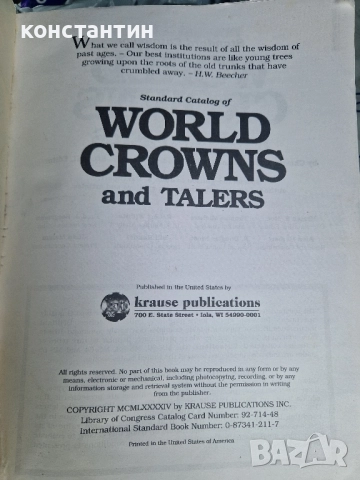 КОНСТАНТИН
What we call wisdom is the result of all the wisdom of
past ages. – Our best institutions are like young trees
growing upon the roots of the old trunks that have
crumbled away. – H.W. Beecher
Standard Catalog of
WORLD
CROWNS
and TALERS
Published in the United States by
krause publications
700 E. State Street • Iola, WI 54990-0001
All rights reserved. No part of this book may be reproduced in any form or by any
means, electronic or mechanical, including photocopying, recording, or by any
information storage and retrieval system without the permission in writing
from the publisher.
COPYRIGHT MCMLXXXXIV by KRAUSE PUBLICATIONS INC.
Library of Congress Catalog Card Number: 92-714-48
International Standard Book Number: 0-87341-211-7
Printed in the United States of America
BAZAR
bg